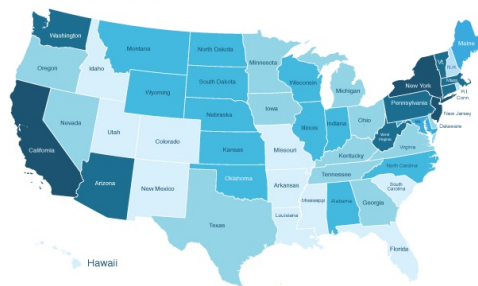 Washington
Maine
Montana
North Dakota
Minnesota
Vt.
N.H.
Oregon
Idaho
Wisconsin
South Dakota
Michigan
New York
Mass.
R.I.
Conn
Wyoming
Iowa
Pennsylvania
New Jersey
Nebraska
Ohio
Delaware
Nevada
Utah
Illinois
Indiana
West
Virginia
Virginia
Colorado
Kansas
Missouri
Kentucky
California
North Carolina
Tennessee
Oklahoma
Arkansas
South
Carolina
Arizona
New Mexico
Mississippi
Alabama
Georgia
Louisiana
Texas
Florida
Hawaii